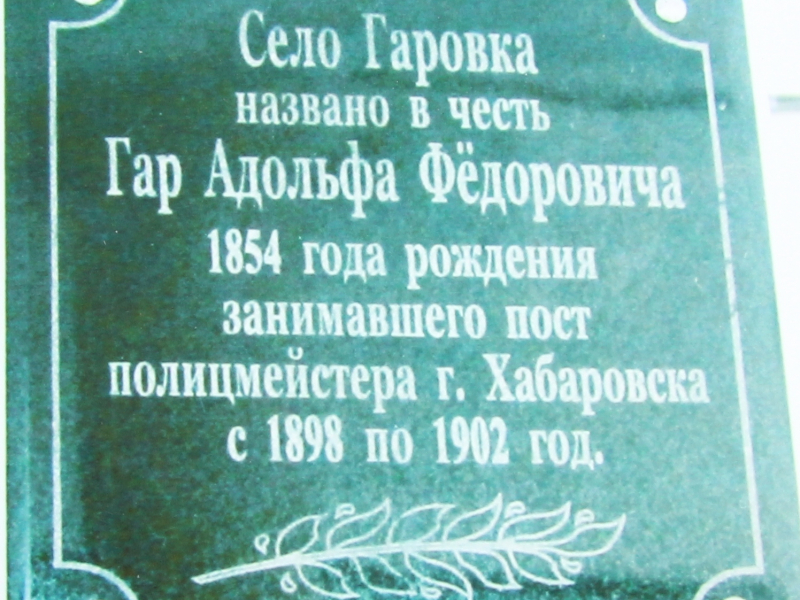 Село Гаровка
названо в честь
Гар Адольфа Фёдоровича
1854 года рождения
занимавшего пост
полицмейстера г. Хабаровска
с 1898 по 1902 год.